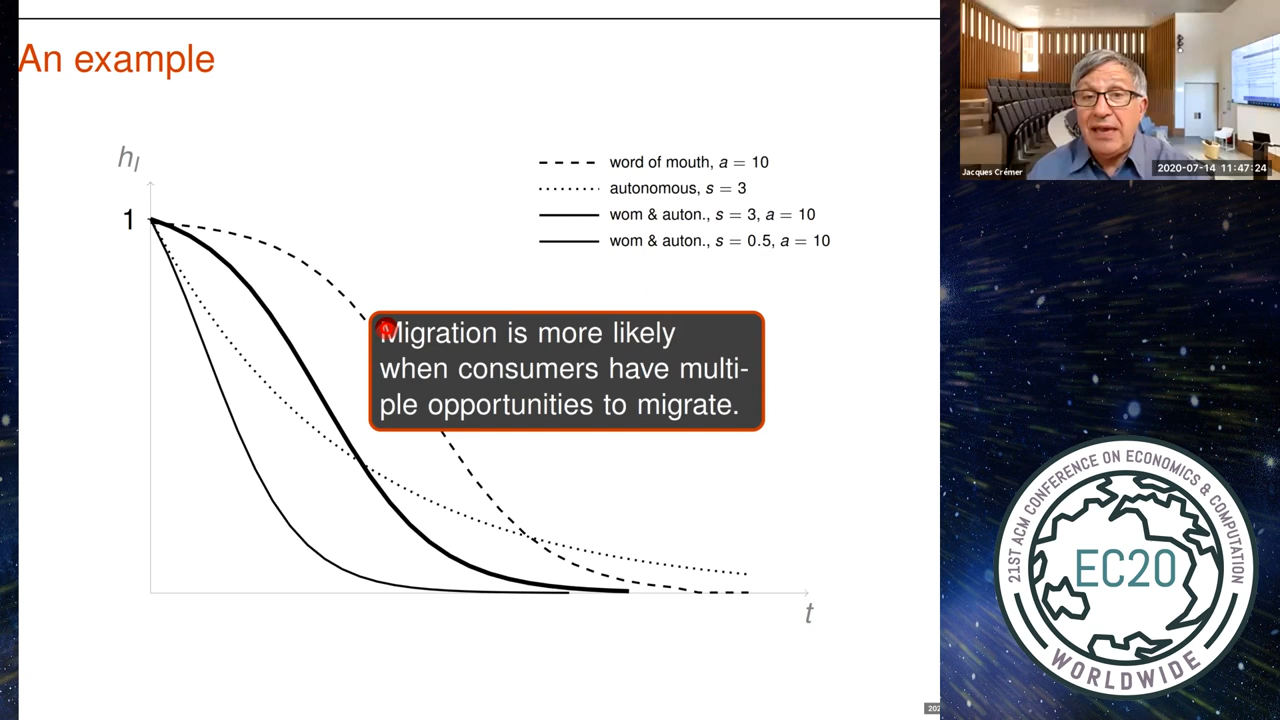 An example
h_I
1
word of mouth, a = 10
autonomous, s = 3
wom & auton., s = 3, a = 10
wom & auton., s = 0.5, a = 10
Migration is more likely
when consumers have multi-
ple opportunities to migrate.
t
202
Jacques Crémer
2020-07-14 11:47:24
21ST ACM CONFERENCE ON ECONOMICS & COMPUTATION
EC20
WORLDWIDE